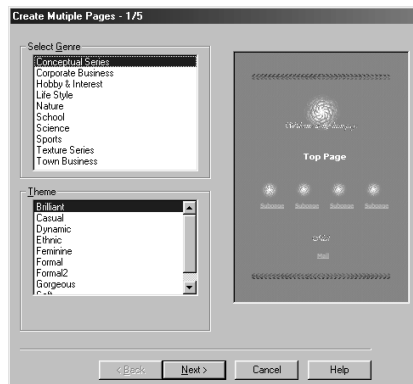 Create Mutiple Pages - 1/5
Select Genre
Conceptual Series
Corporate Business
Hobby & Interest
Life Style
Nature
School
Science
Sports
Texture Series
Town Business
Top Page
Theme
Brilliant
Casual
Dynamic
Ethnic
Feminine
Formal
Formal2
Gorgeous
< Back
Next >
Cancel
Help